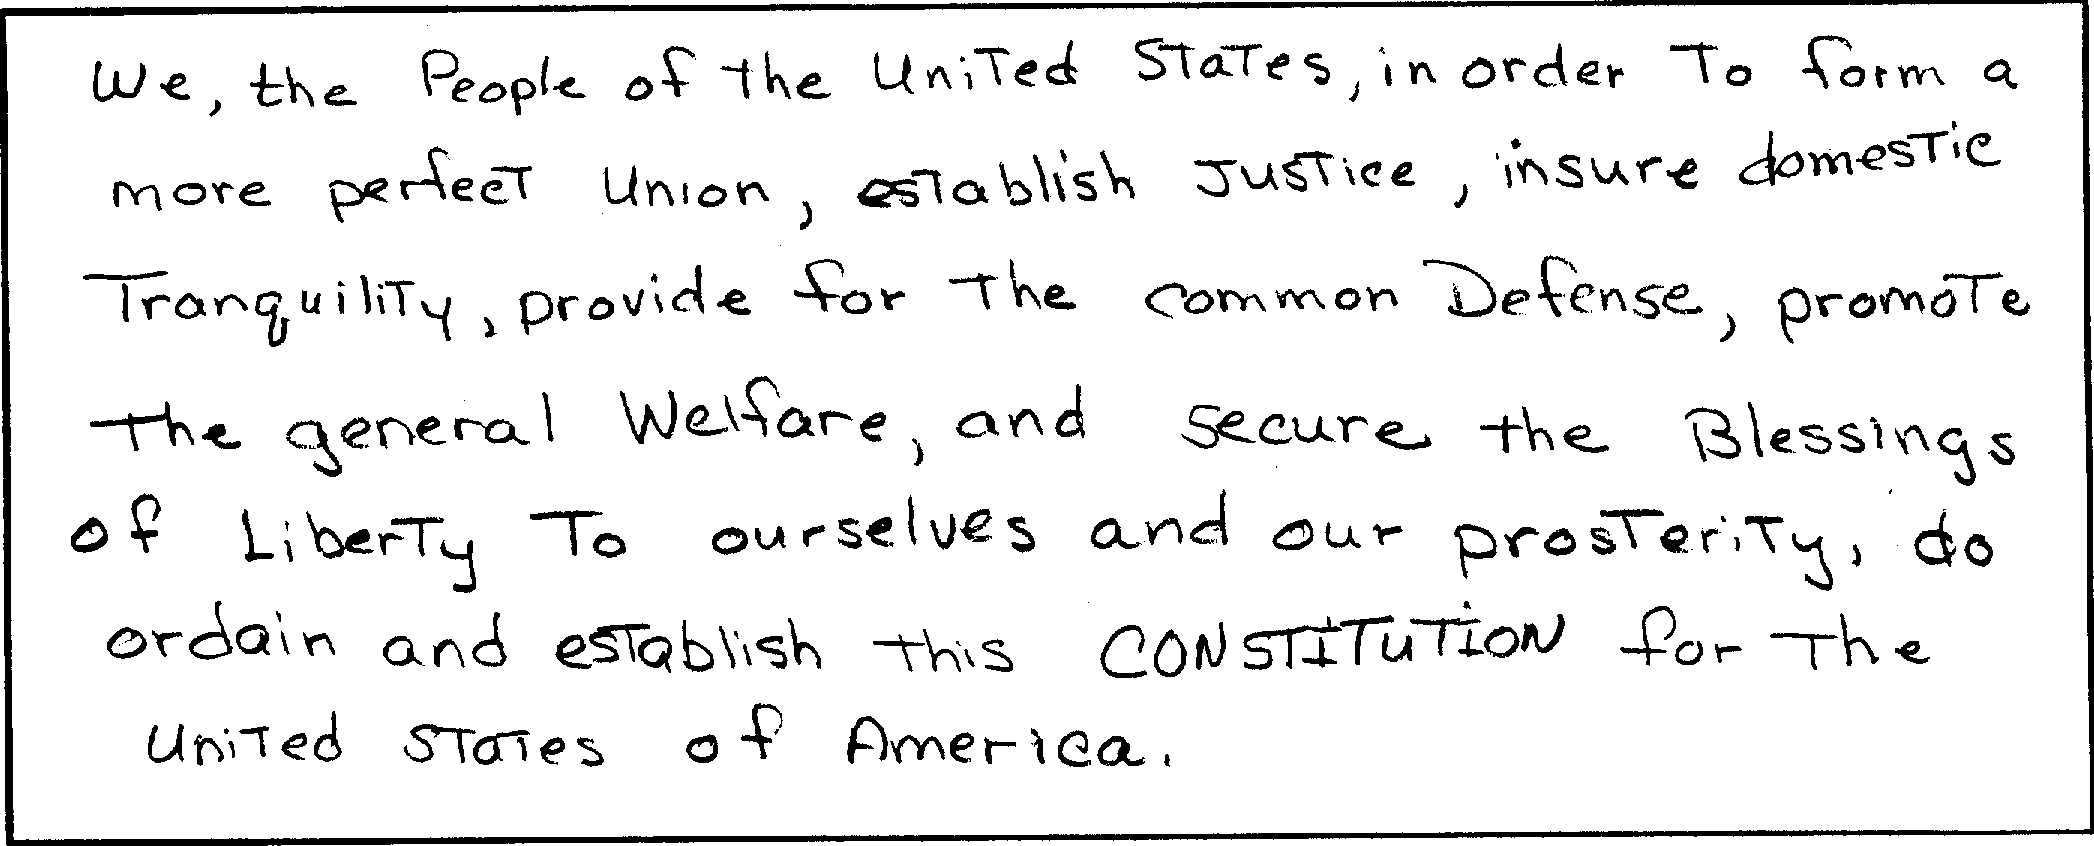 We, the People of the United States, in order to form a
more perfect Union, establish Justice, insure domestic
Tranquility, provide for the common Defense, promote
the general Welfare, and secure the Blessings
of Liberty to ourselves and our prosterity, do
ordain and establish this CONSTITUTION for the
United States of America.